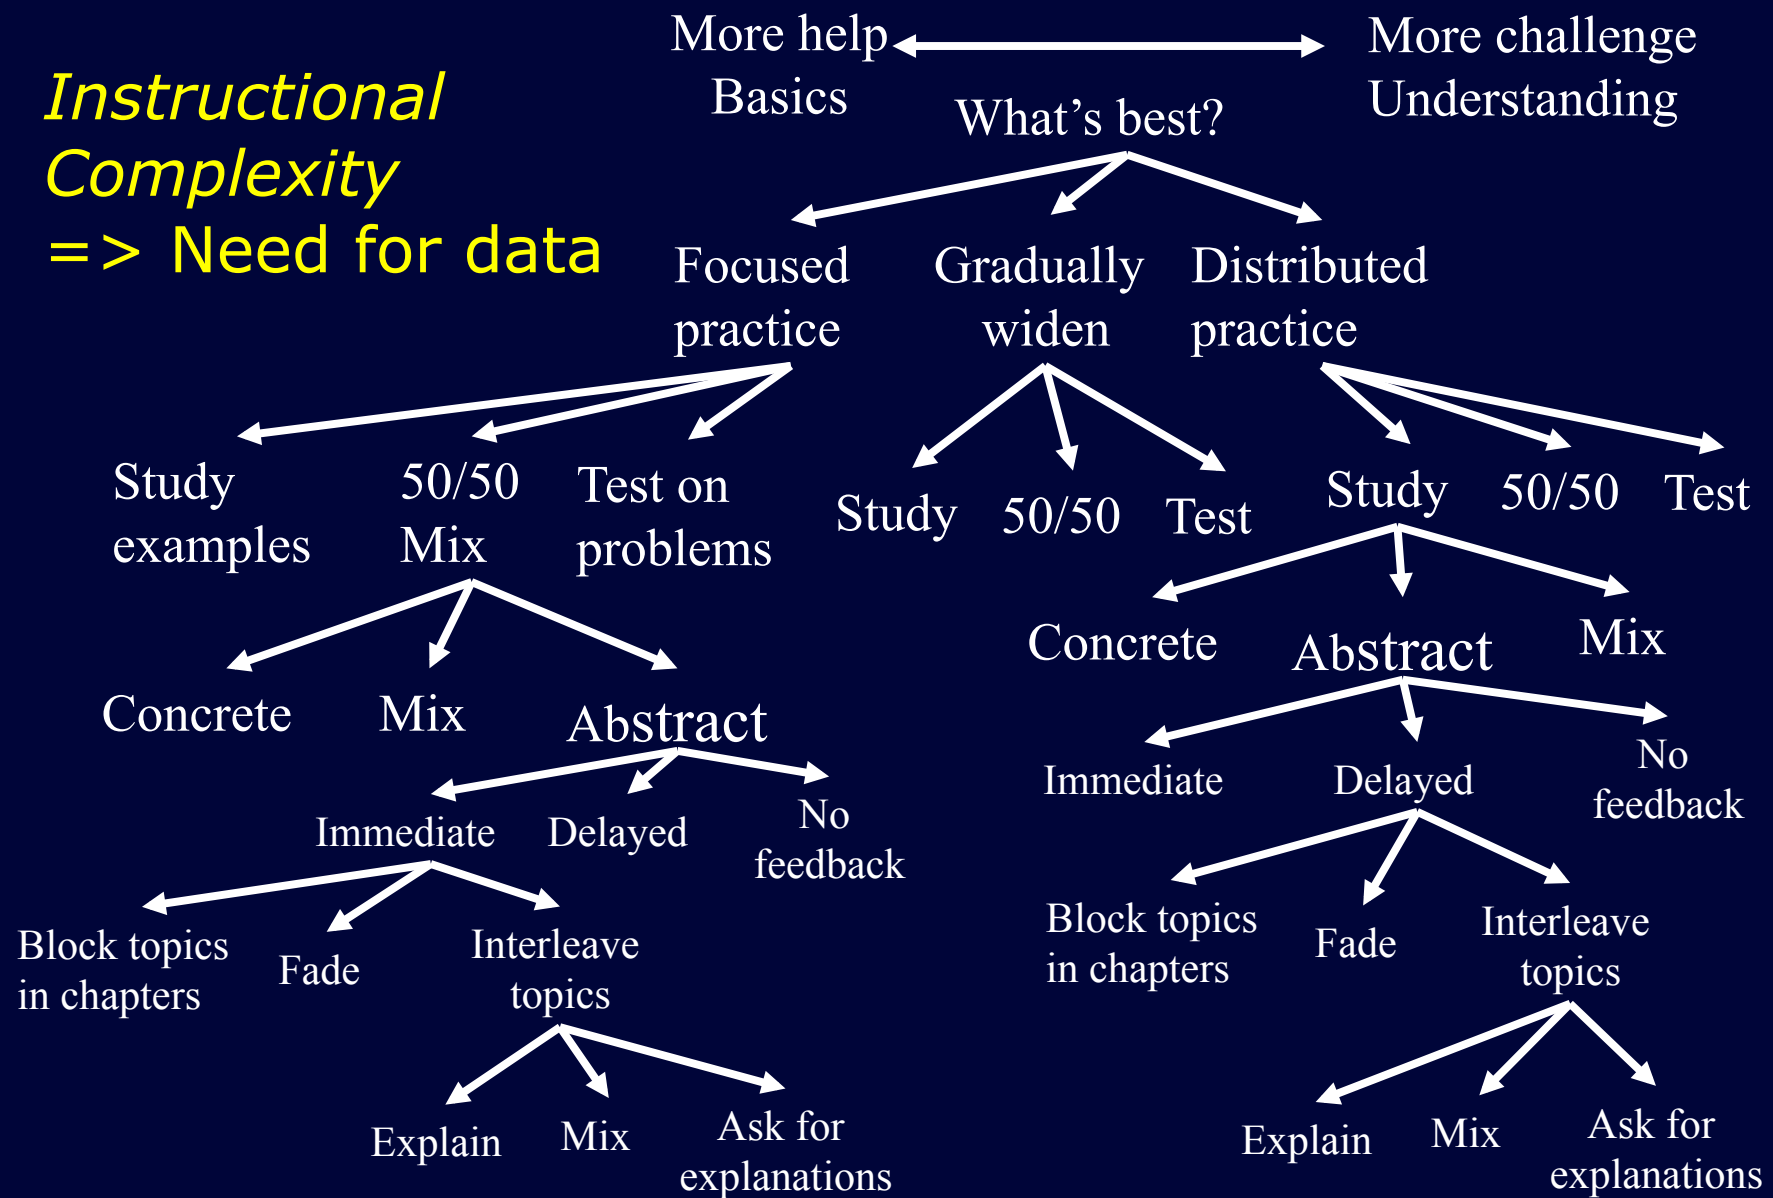 Instructional
Complexity
=> Need for data
More help
Basics
More challenge
Understanding
What's best?
Focused
practice
Gradually
widen
Distributed
practice
Study
examples
50/50
Mix
Test on
problems
Study
50/50
Test
Study
50/50
Test
Concrete
Mix
Abstract
Concrete
Abstract
Mix
Immediate
Delayed
No
feedback
Immediate
Delayed
No
feedback
Block topics
in chapters
Fade
Interleave
topics
Block topics
in chapters
Fade
Interleave
topics
Explain
Mix
Ask for
explanations
Explain
Mix
Ask for
explanations